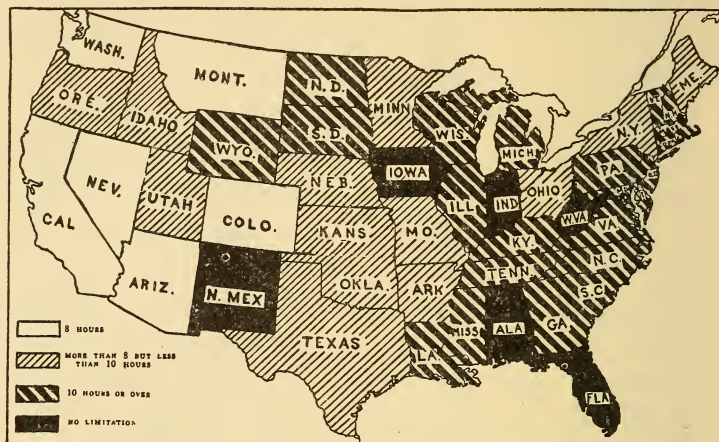 WASH.
MONT.
N.D.
MINN
ME.
ORE.
IDAHO
S.D.
WIS.
N.Y.
WYO.
MICH.
IOWA
PA.
NEB.
NEV.
UTAH
ILL.
IND
OHIO
W.VA
VA.
CAL
COLO.
KANS.
MO.
KY.
N.C.
ARIZ.
N. MEX
OKLA.
ARK
TENN.
S.C.
TEXAS
LA.
MISS
ALA
GA
FLA
8 HOURS
MORE THAN 8 BUT LESS
THAN 10 HOURS
10 HOURS OR OVER
NO LIMITATION